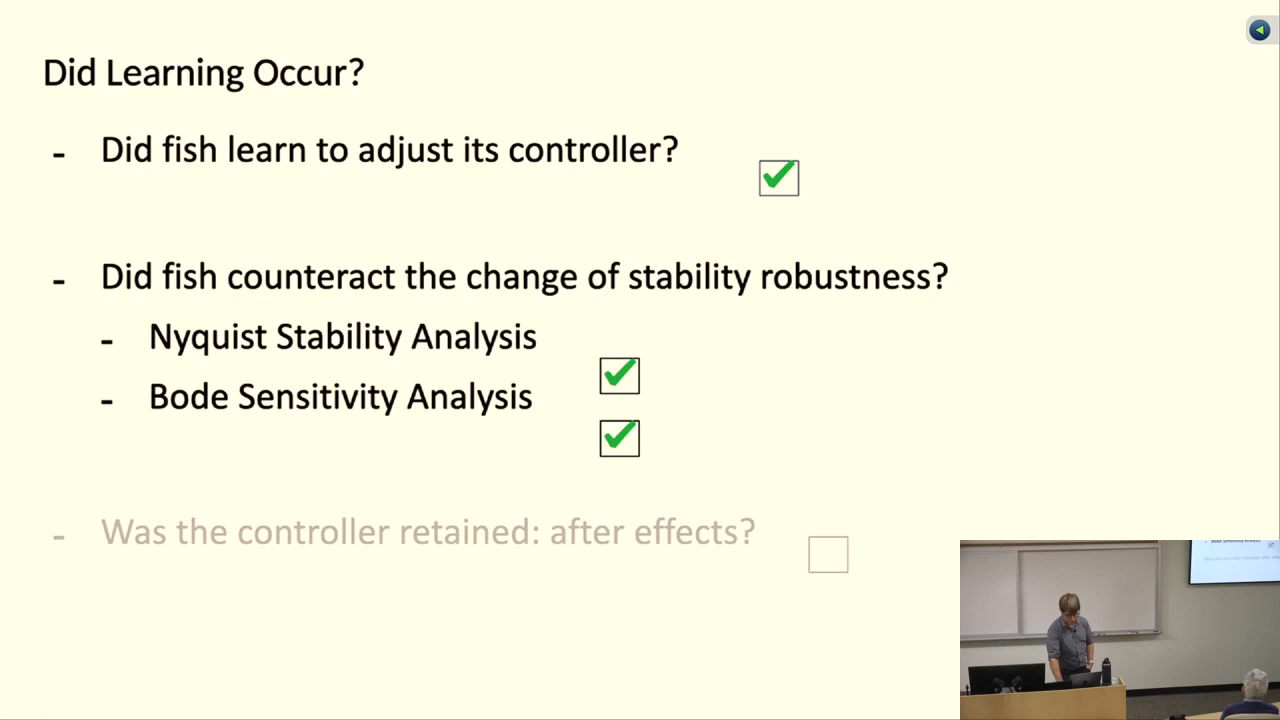 Did Learning Occur?
- Did fish learn to adjust its controller?
- Did fish counteract the change of stability robustness?
- Nyquist Stability Analysis
- Bode Sensitivity Analysis
- Was the controller retained: after effects?